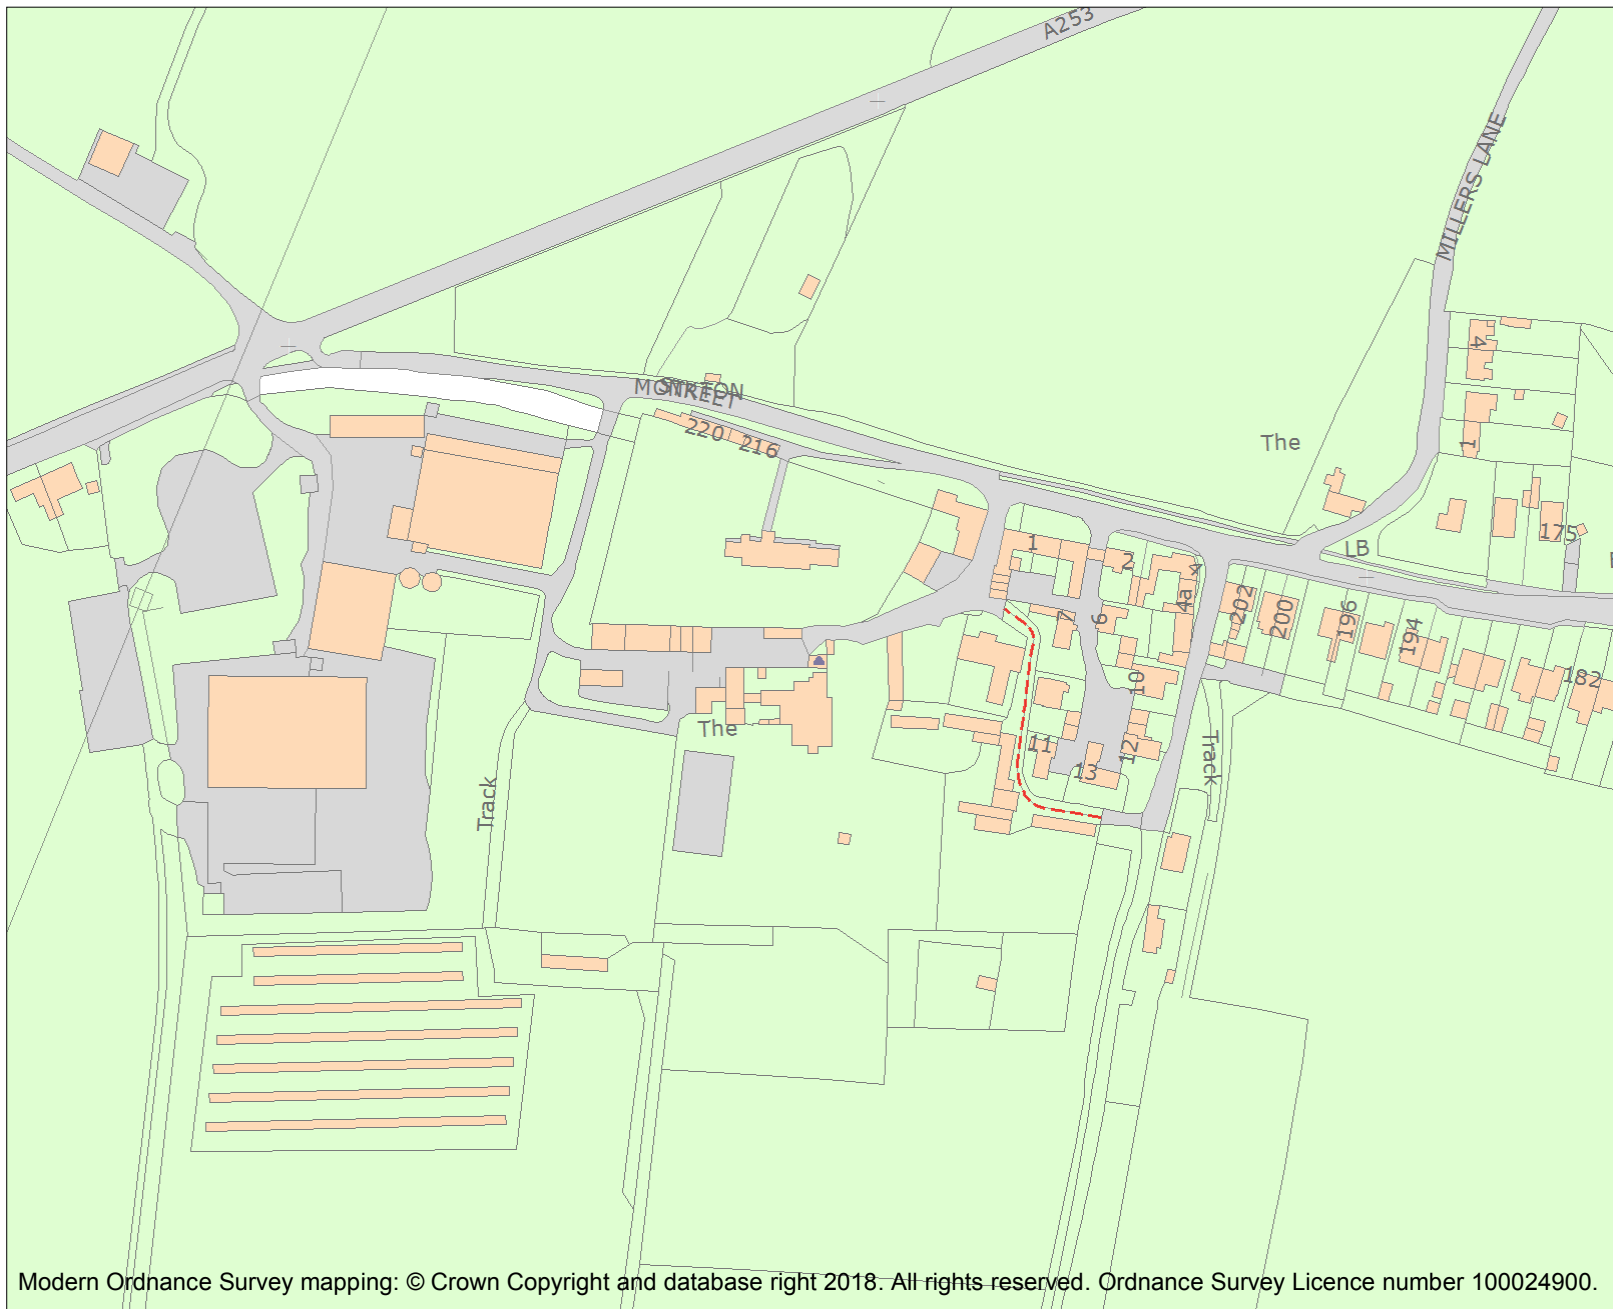 A253
MILLERS LANE
4
MONKTON
STREET
220
216
The
1
LB
175
1
2
4
4a
202
200
196
194
182
7
6
10
The
11
12
13
Track
Track
Modern Ordnance Survey mapping: © Crown Copyright and database right 2018. All rights reserved. Ordnance Survey Licence number 100024900.